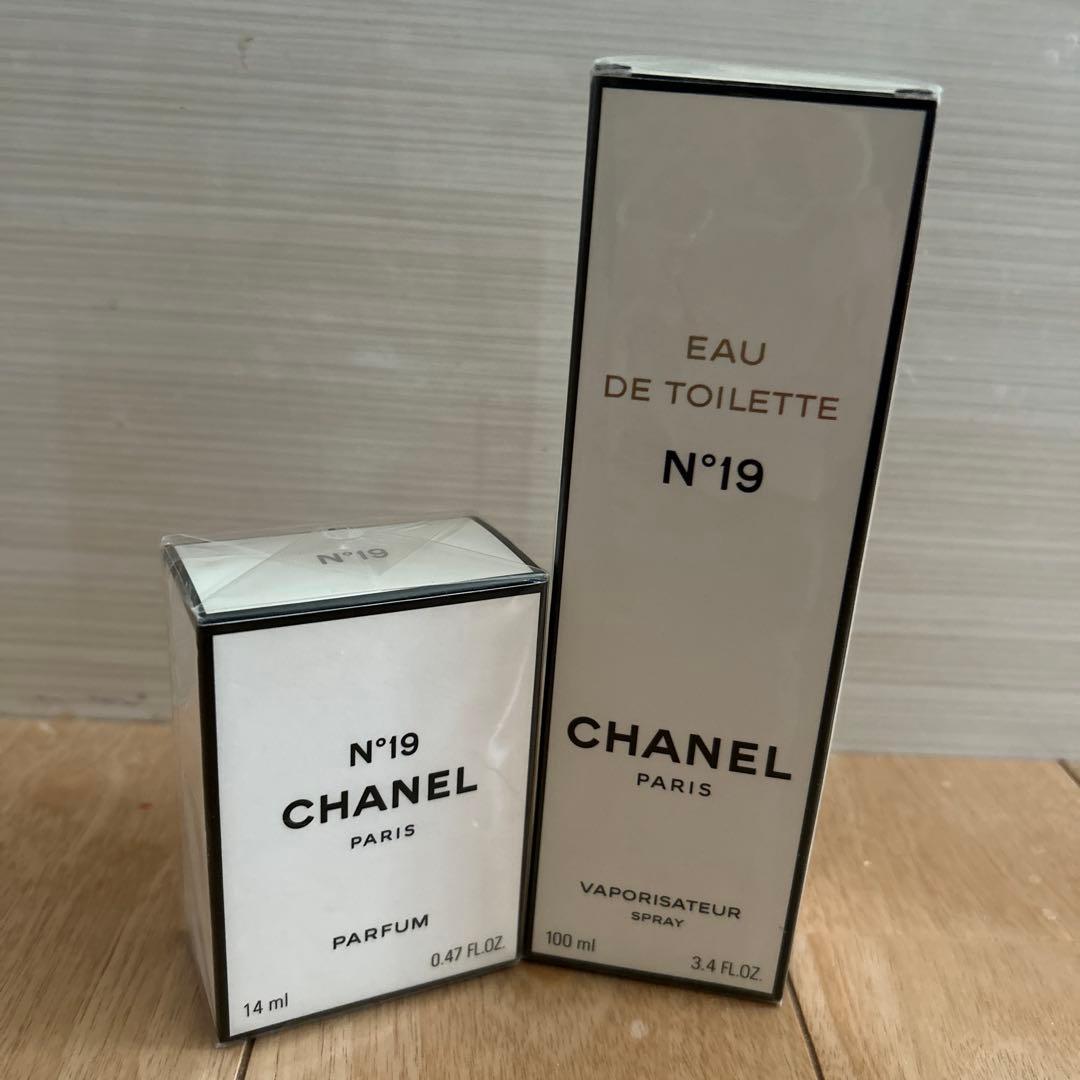 N°19
N°19
CHANEL
PARIS
PARFUM
14 ml
0.47 FL.OZ.
EAU
DE TOILETTE
N°19
CHANEL
PARIS
VAPORISATEUR
SPRAY
100 ml
3.4 FL.OZ.